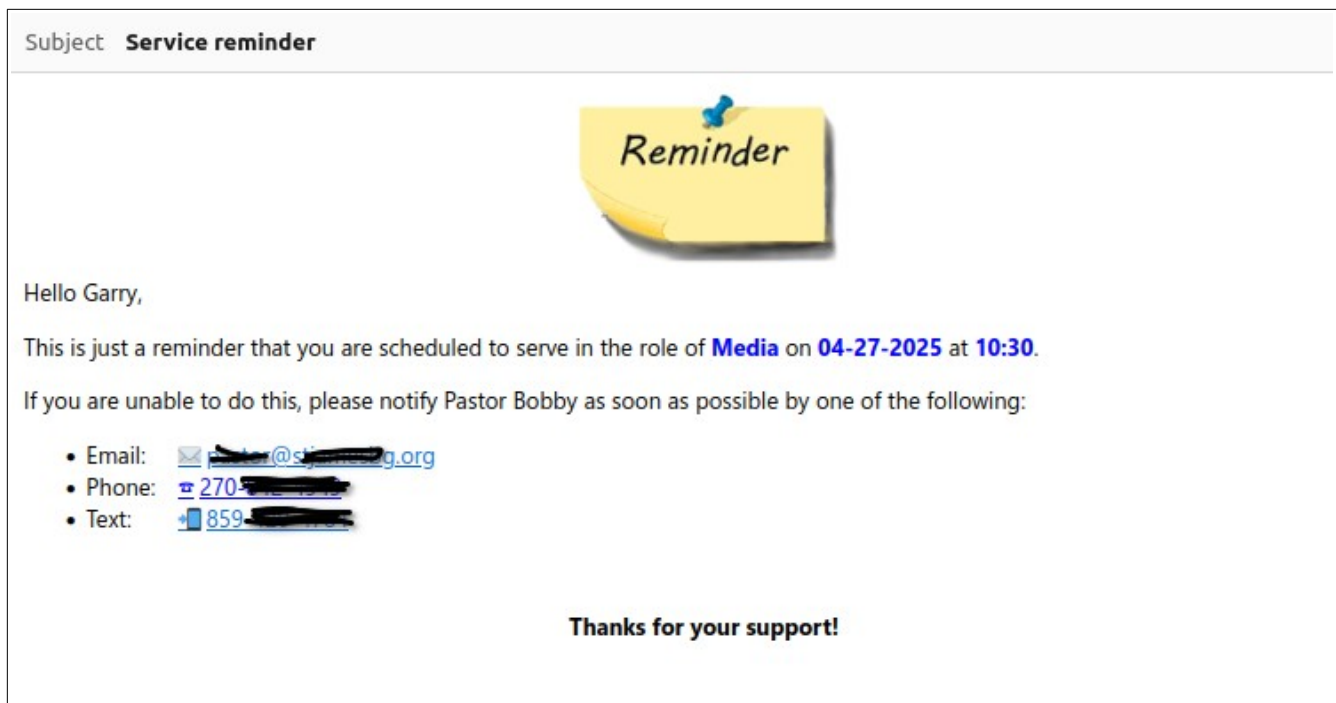 Subject Service reminder
Reminder
Hello Garry,
This is just a reminder that you are scheduled to serve in the role of Media on 04-27-2025 at 10:30.
If you are unable to do this, please notify Pastor Bobby as soon as possible by one of the following:
• Email:
• Phone: 270-
• Text: 859-
Thanks for your support!